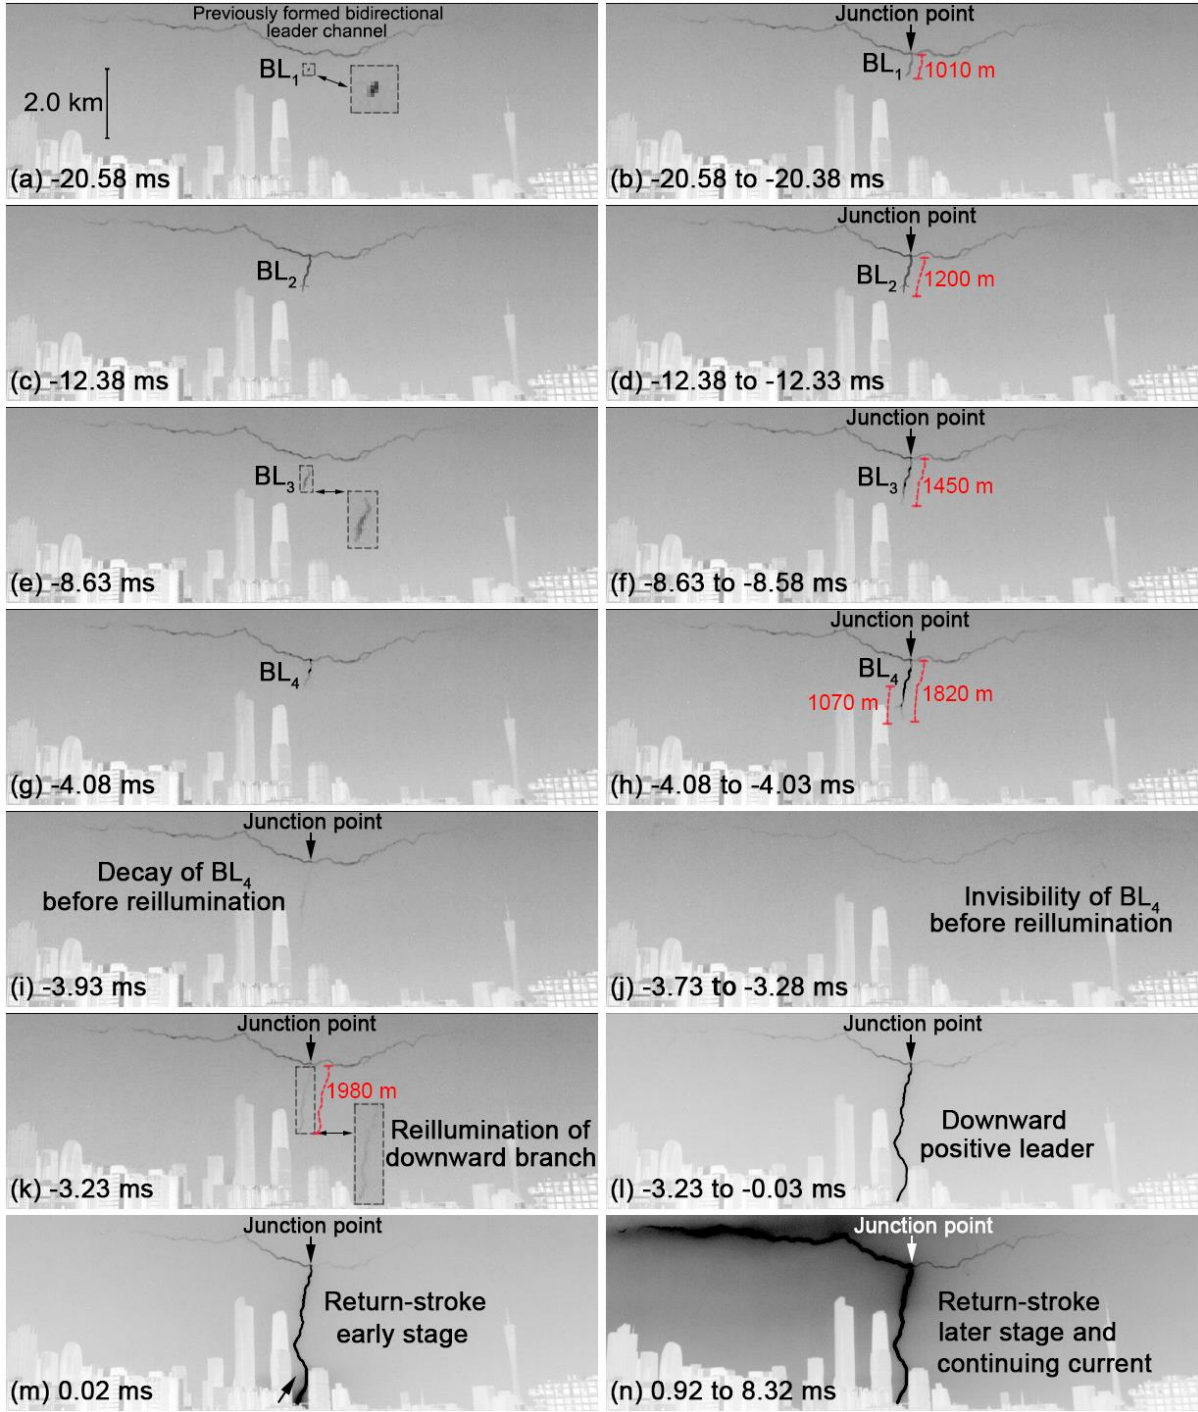 Previously formed bidirectional
leader channel
BL₁
2.0 km
(a) -20.58 ms
Junction point
BL₁
1010 m
(b) -20.58 to -20.38 ms
BL₂
(c) -12.38 ms
Junction point
BL₂
1200 m
(d) -12.38 to -12.33 ms
BL₃
(e) -8.63 ms
Junction point
BL₃
1450 m
(f) -8.63 to -8.58 ms
BL₄
(g) -4.08 ms
Junction point
BL₄
1070 m
1820 m
(h) -4.08 to -4.03 ms
Junction point
Decay of BL₄
before reillumination
(i) -3.93 ms
Invisibility of BL₄
before reillumination
(j) -3.73 to -3.28 ms
Junction point
1980 m
Reillumination of
downward branch
(k) -3.23 ms
Junction point
Downward
positive leader
(l) -3.23 to -0.03 ms
Junction point
Return-stroke
early stage
(m) 0.02 ms
Junction point
Return-stroke
later stage and
continuing current
(n) 0.92 to 8.32 ms